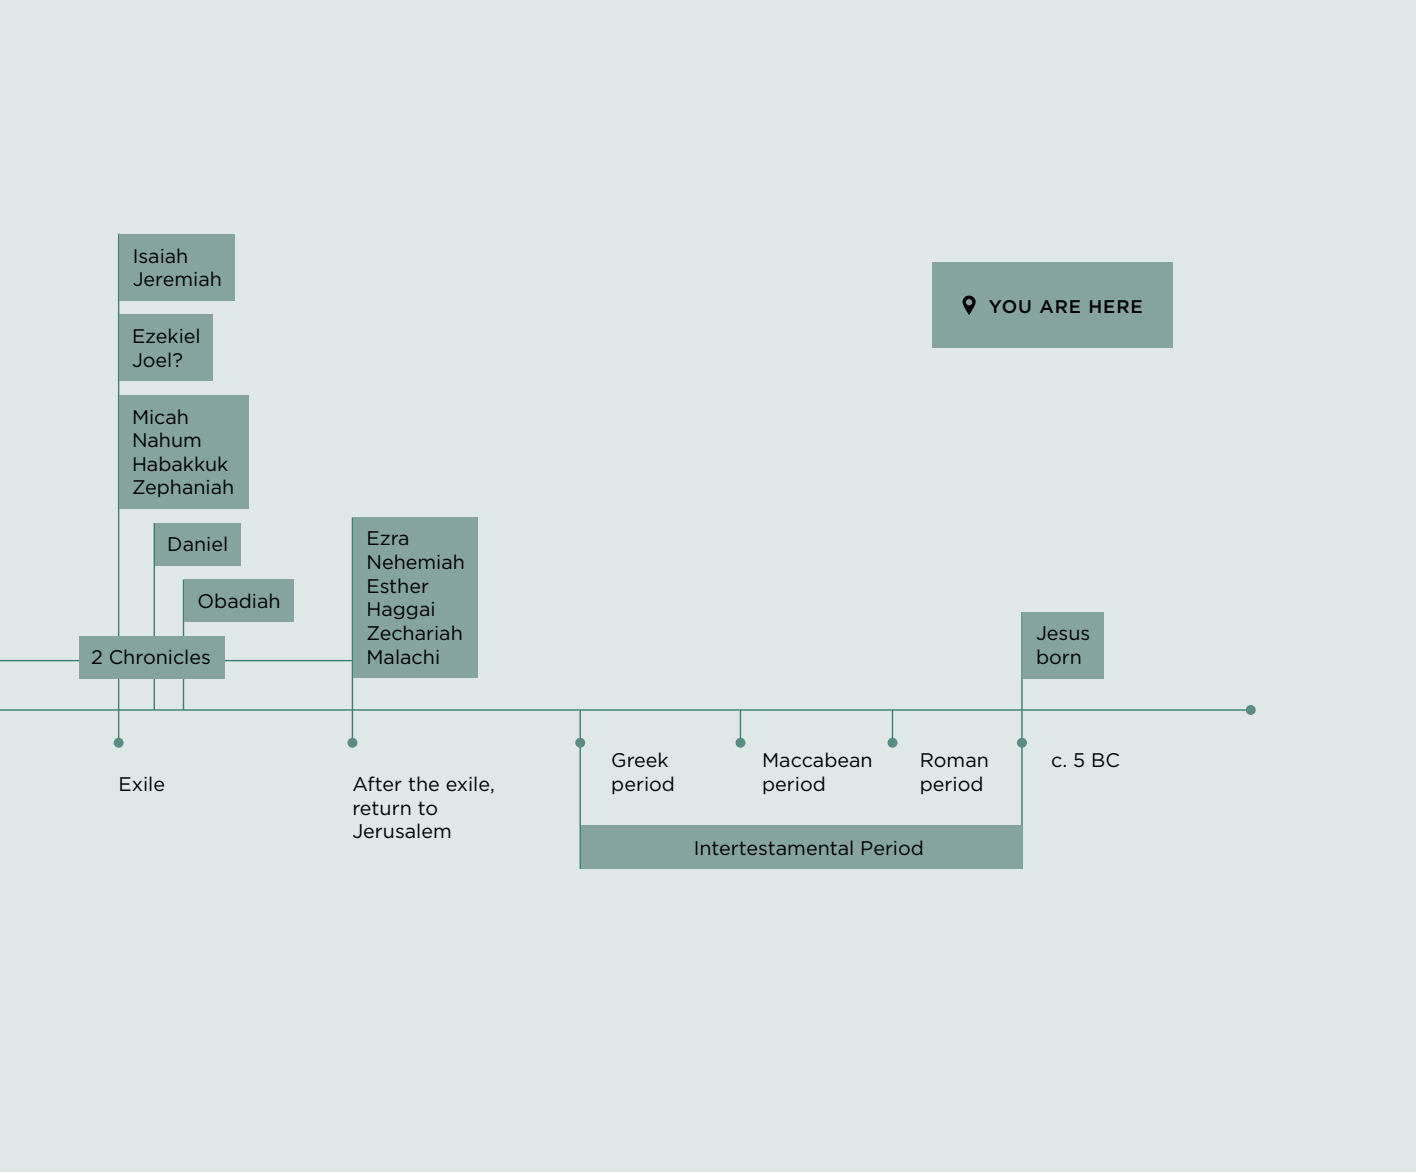 Isaiah
Jeremiah
Ezekiel
Joel?
Micah
Nahum
Habakkuk
Zephaniah
Daniel
Obadiah
2 Chronicles
Ezra
Nehemiah
Esther
Haggai
Zechariah
Malachi
YOU ARE HERE
Jesus
born
Exile
After the exile,
return to
Jerusalem
Greek
period
Maccabean
period
Roman
period
c. 5 BC
Intertestamental Period